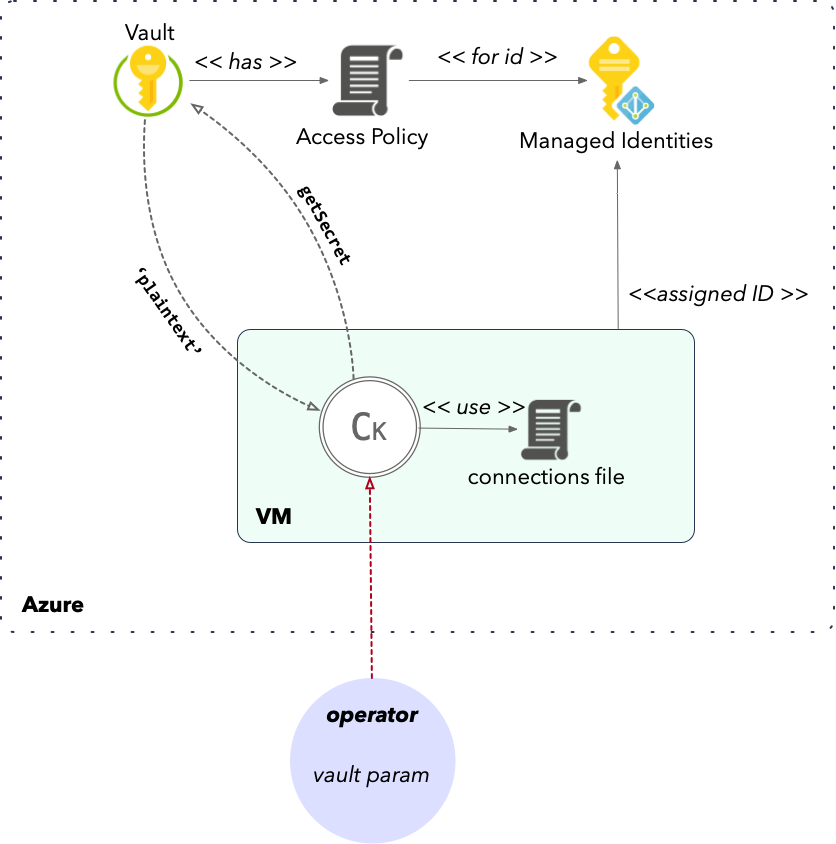 Vault
<< has >>
<< for id >>
Access Policy
Managed Identities
getSecret
‘plaintext’
<<assigned ID >>
<< use >>
CK
connections file
VM
Azure
operator
vault param